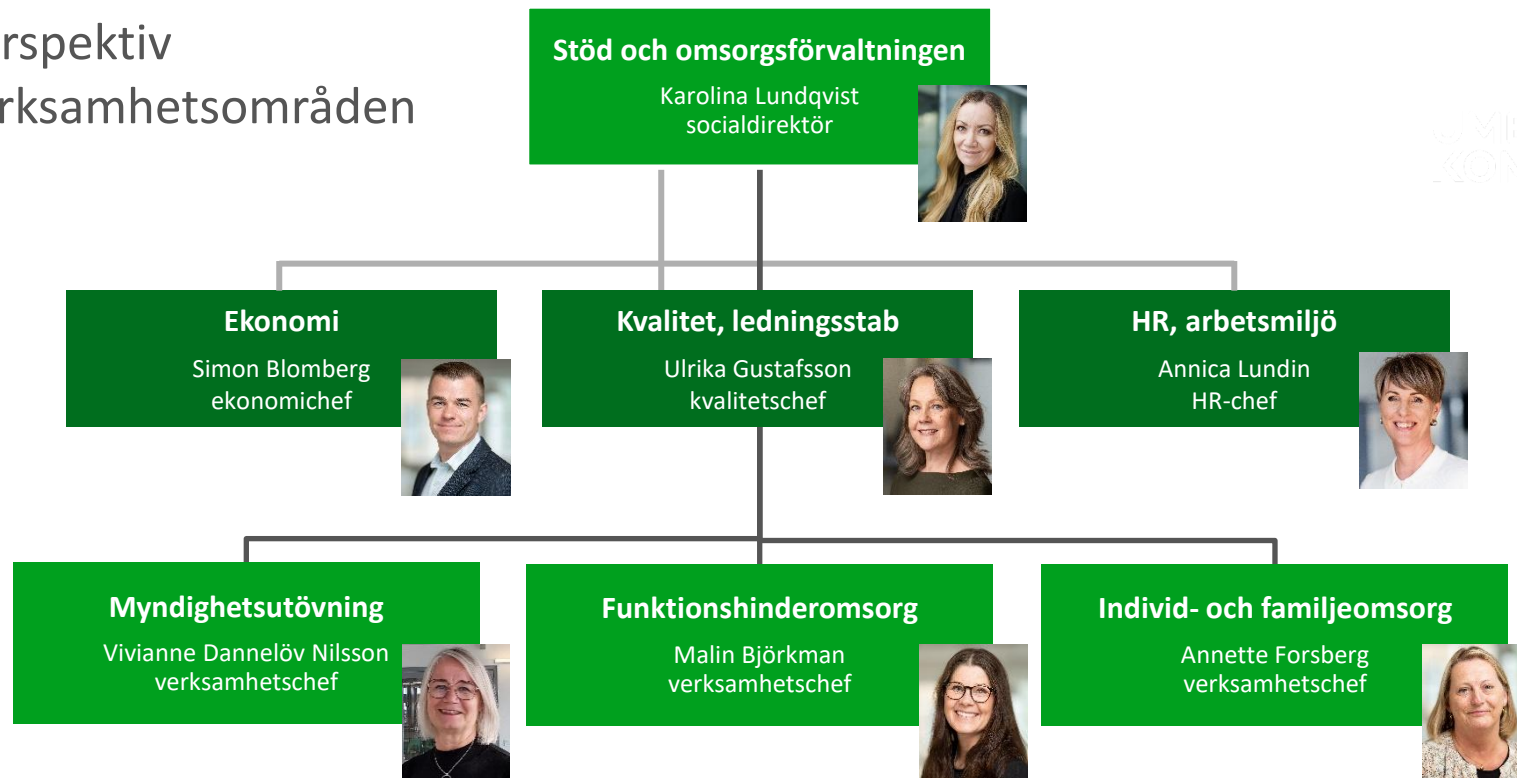 rspektiv
rksamhetsområden
Stöd och omsorgsförvaltningen
Karolina Lundqvist
socialdirektör
Ekonomi
Simon Blomberg
ekonomichef
Kvalitet, ledningsstab
Ulrika Gustafsson
kvalitetschef
HR, arbetsmiljö
Annica Lundin
HR-chef
Myndighetsutövning
Vivianne Dannelöv Nilsson
verksamhetschef
Funktionshinderomsorg
Malin Björkman
verksamhetschef
Individ- och familjeomsorg
Annette Forsberg
verksamhetschef